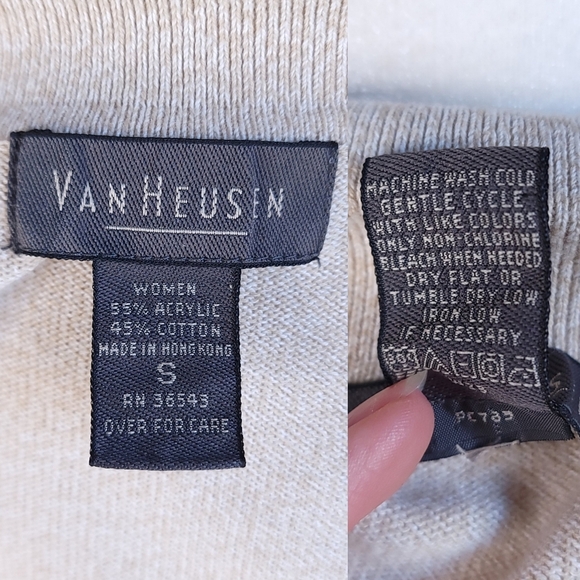 VAN HEUSEN
WOMEN
55% ACRYLIC
45% COTTON
MADE IN HONG KONG
S
RN 36543
OVER FOR CARE
MACHINE WASH COLD
GENTLE CYCLE
WITH LIKE COLORS
ONLY NON-CHLORINE
BLEACH WHEN NEEDED
DRY FLAT OR
TUMBLE DRY LOW
IRON LOW
IF NECESSARY